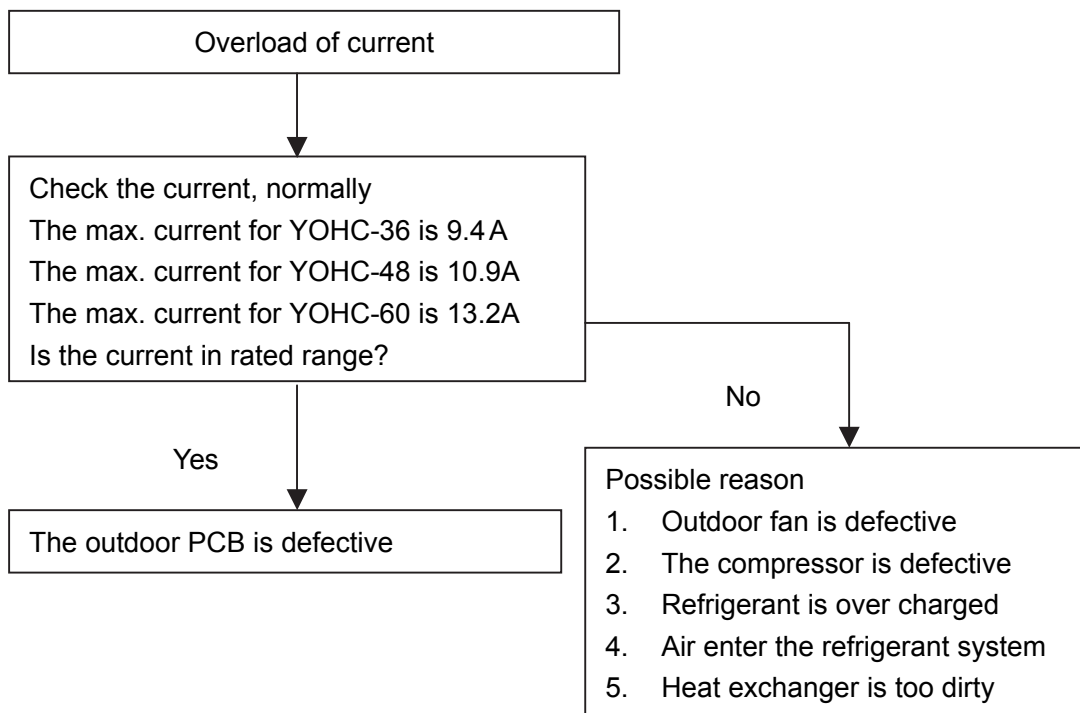 Overload of current
Check the current, normally
The max. current for YOHC-36 is 9.4 A
The max. current for YOHC-48 is 10.9A
The max. current for YOHC-60 is 13.2A
Is the current in rated range?
No
Yes
Possible reason
1. Outdoor fan is defective
2. The compressor is defective
3. Refrigerant is over charged
4. Air enter the refrigerant system
5. Heat exchanger is too dirty
The outdoor PCB is defective